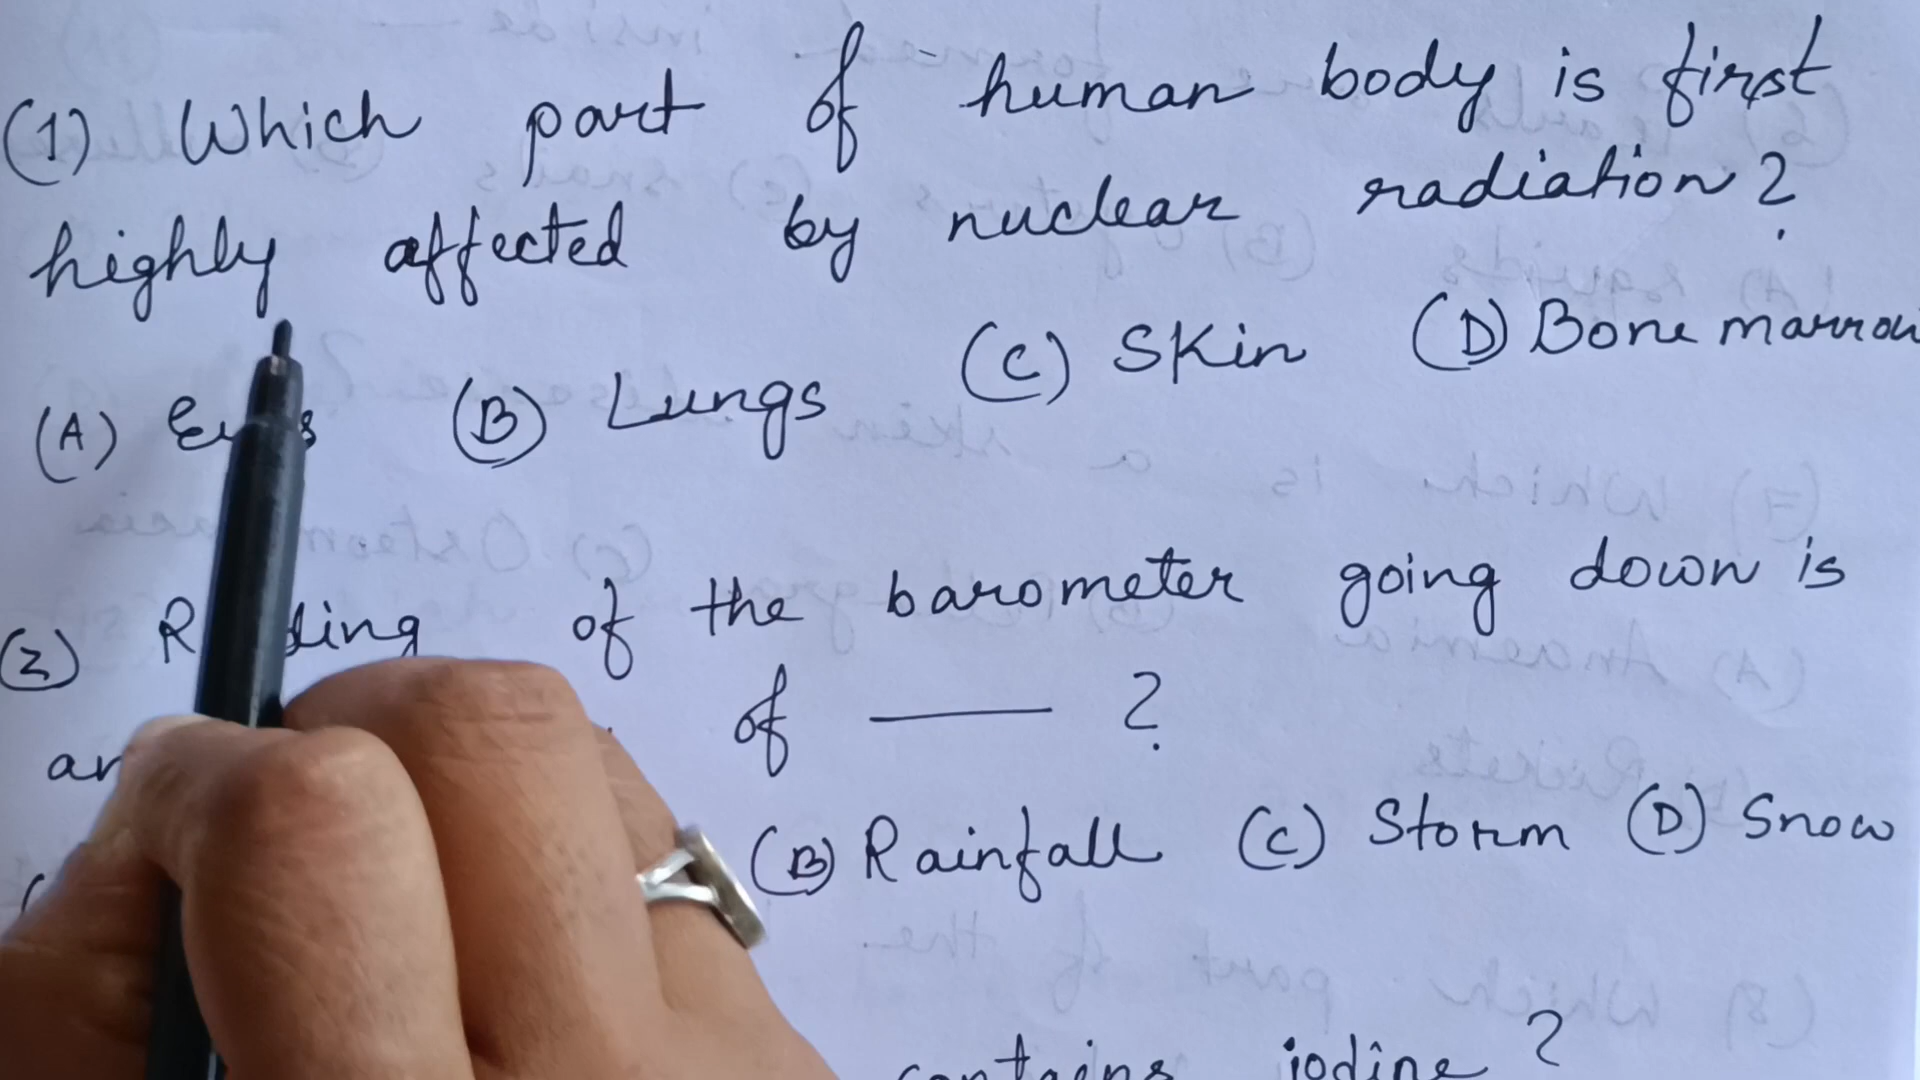 (1) Which part of human body is first
highly affected by nuclear radiation?
(A) (B) Lungs (C) Skin (D) Bone marrow
(2) of the barometer going down is
of ——— ?
(B) Rainfall (C) Storm (D) Snow
contains iodine?